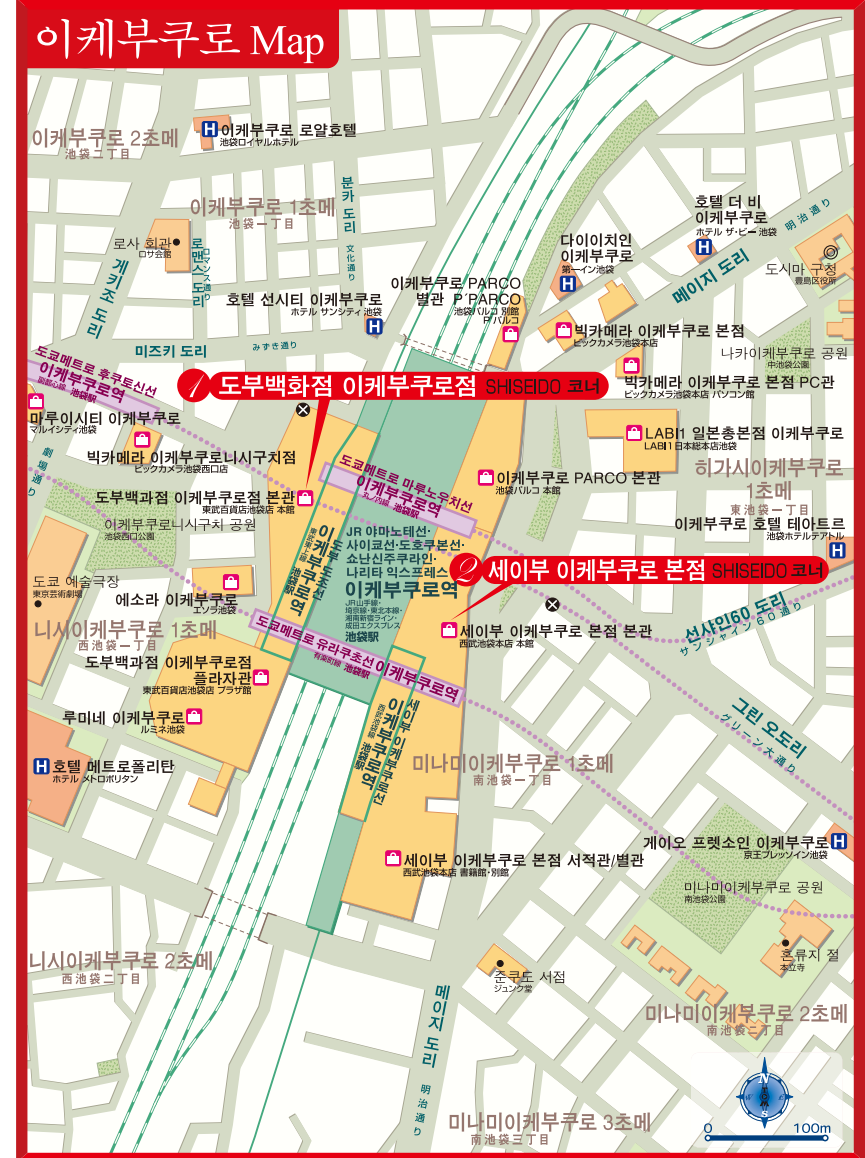 이케부쿠로 Map
이케부쿠로 2초메
池袋二丁目
이케부쿠로 로얄호텔
池袋ロイヤルホテル
이케부쿠로 1초메
池袋一丁目
분카 도리
文化通り
로사 회관
ロサ会館
로맨스 도리
ロマンス通り
게키조 도리
호텔 선시티 이케부쿠로
ホテル サンシティ池袋
이케부쿠로 PARCO
별관 P´PARCO
池袋パルコ 別館
P´パルコ
다이이치인
이케부쿠로
第一イン池袋
호텔 더 비
이케부쿠로
ホテル ザ・ビー 池袋
明治通り
메이지 도리
도시마 구청
豊島区役所
빅카메라 이케부쿠로 본점
ビックカメラ池袋本店
나카이케부쿠로 공원
中池袋公園
미즈키 도리
みずき通り
도쿄메트로 후쿠토신선
이케부쿠로역
副都心線 池袋駅
1 도부백화점 이케부쿠로점 SHISEIDO 코너
빅카메라 이케부쿠로 본점 PC관
ビックカメラ池袋本店 パソコン館
마루이시티 이케부쿠로
マルイシティ池袋
빅카메라 이케부쿠로니시구치점
ビックカメラ池袋西口店
劇場通り
LABI1 일본총본점 이케부쿠로
LABI1日本総本店池袋
히가시이케부쿠로
1초메
東池袋一丁目
도쿄메트로 마루노우치선
이케부쿠로역
丸ノ内線 池袋駅
이케부쿠로 PARCO 본관
池袋パルコ 本館
도부백과점 이케부쿠로점 본관
東武百貨店池袋店 本館
이케부쿠로니시구치 공원
池袋西口公園
이케부쿠로 호텔 테아트르
池袋ホテルテアトル
도부 도조선
이케부쿠로역
東武東上線 池袋駅
JR 야마노테선·
사이쿄선·도호쿠본선·
쇼난신주쿠라인·
나리타 익스프레스
이케부쿠로역
JR山手線・
埼京線・東北本線・
湘南新宿ライン・
成田エクスプレス
池袋駅
2 세이부 이케부쿠로 본점 SHISEIDO 코너
도쿄 예술극장
東京芸術劇場
에소라 이케부쿠로
エソラ池袋
니시이케부쿠로 1초메
西池袋一丁目
선샤인60 도리
サンシャイン60通り
세이부 이케부쿠로 본점 본관
西武池袋本店 本館
도쿄메트로 유라쿠초선 이케부쿠로역
有楽町線 池袋駅
도부백과점 이케부쿠로점
플라자관
東武百貨店池袋店 プラザ館
루미네 이케부쿠로
ルミネ池袋
세이부 이케부쿠로선
이케부쿠로역
西武池袋線 池袋駅
그린 오도리
グリーン大通り
호텔 메트로폴리탄
ホテル メトロポリタン
미나미이케부쿠로 1초메
南池袋一丁目
게이오 프렛소인 이케부쿠로
京王プレッソイン池袋
세이부 이케부쿠로 본점 서적관/별관
西武池袋本店 書籍館・別館
미나미이케부쿠로 공원
南池袋公園
혼류지 절
本立寺
니시이케부쿠로 2초메
西池袋二丁目
준쿠도 서점
ジュンク堂
메이지 도리
明治通り
미나미이케부쿠로 2초메
南池袋二丁目
미나미이케부쿠로 3초메
南池袋三丁目
N
W E
S
0 100m